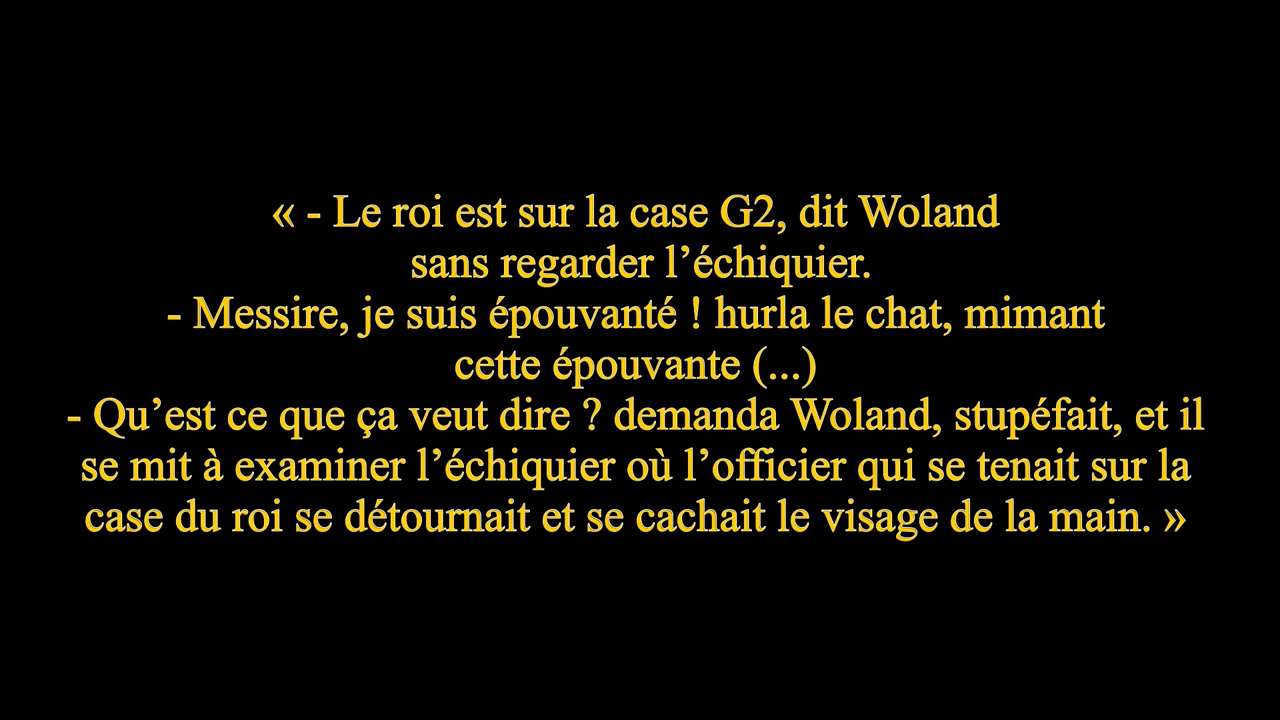 « - Le roi est sur la case G2, dit Woland
sans regarder l’échiquier.
- Messire, je suis épouvanté ! hurla le chat, mimant
cette épouvante (...)
- Qu’est ce que ça veut dire ? demanda Woland, stupéfait, et il
se mit à examiner l’échiquier où l’officier qui se tenait sur la
case du roi se détournait et se cachait le visage de la main. »